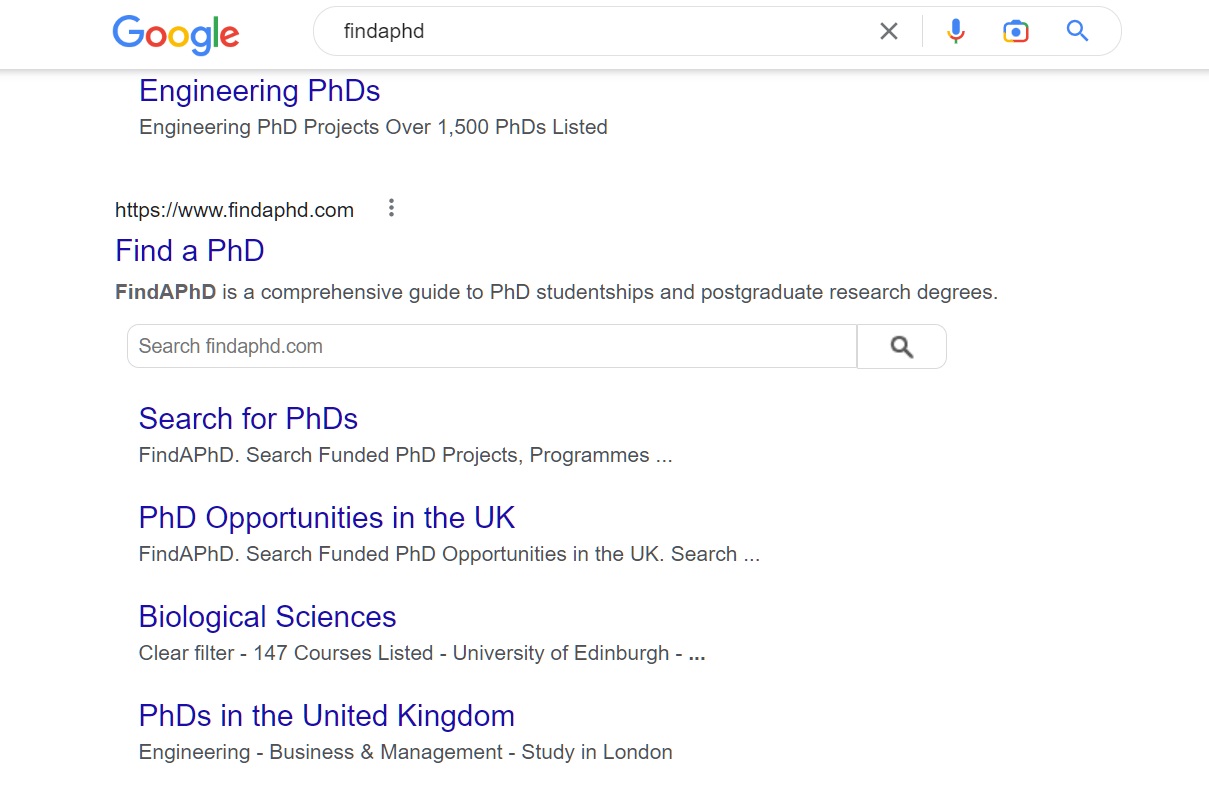 Google
findaphd
Engineering PhDs
Engineering PhD Projects Over 1,500 PhDs Listed
https://www.findaphd.com
Find a PhD
FindAPhD is a comprehensive guide to PhD studentships and postgraduate research degrees.
Search findaphd.com
Search for PhDs
FindAPhD. Search Funded PhD Projects, Programmes ...
PhD Opportunities in the UK
FindAPhD. Search Funded PhD Opportunities in the UK. Search ...
Biological Sciences
Clear filter - 147 Courses Listed - University of Edinburgh - ...
PhDs in the United Kingdom
Engineering - Business & Management - Study in London